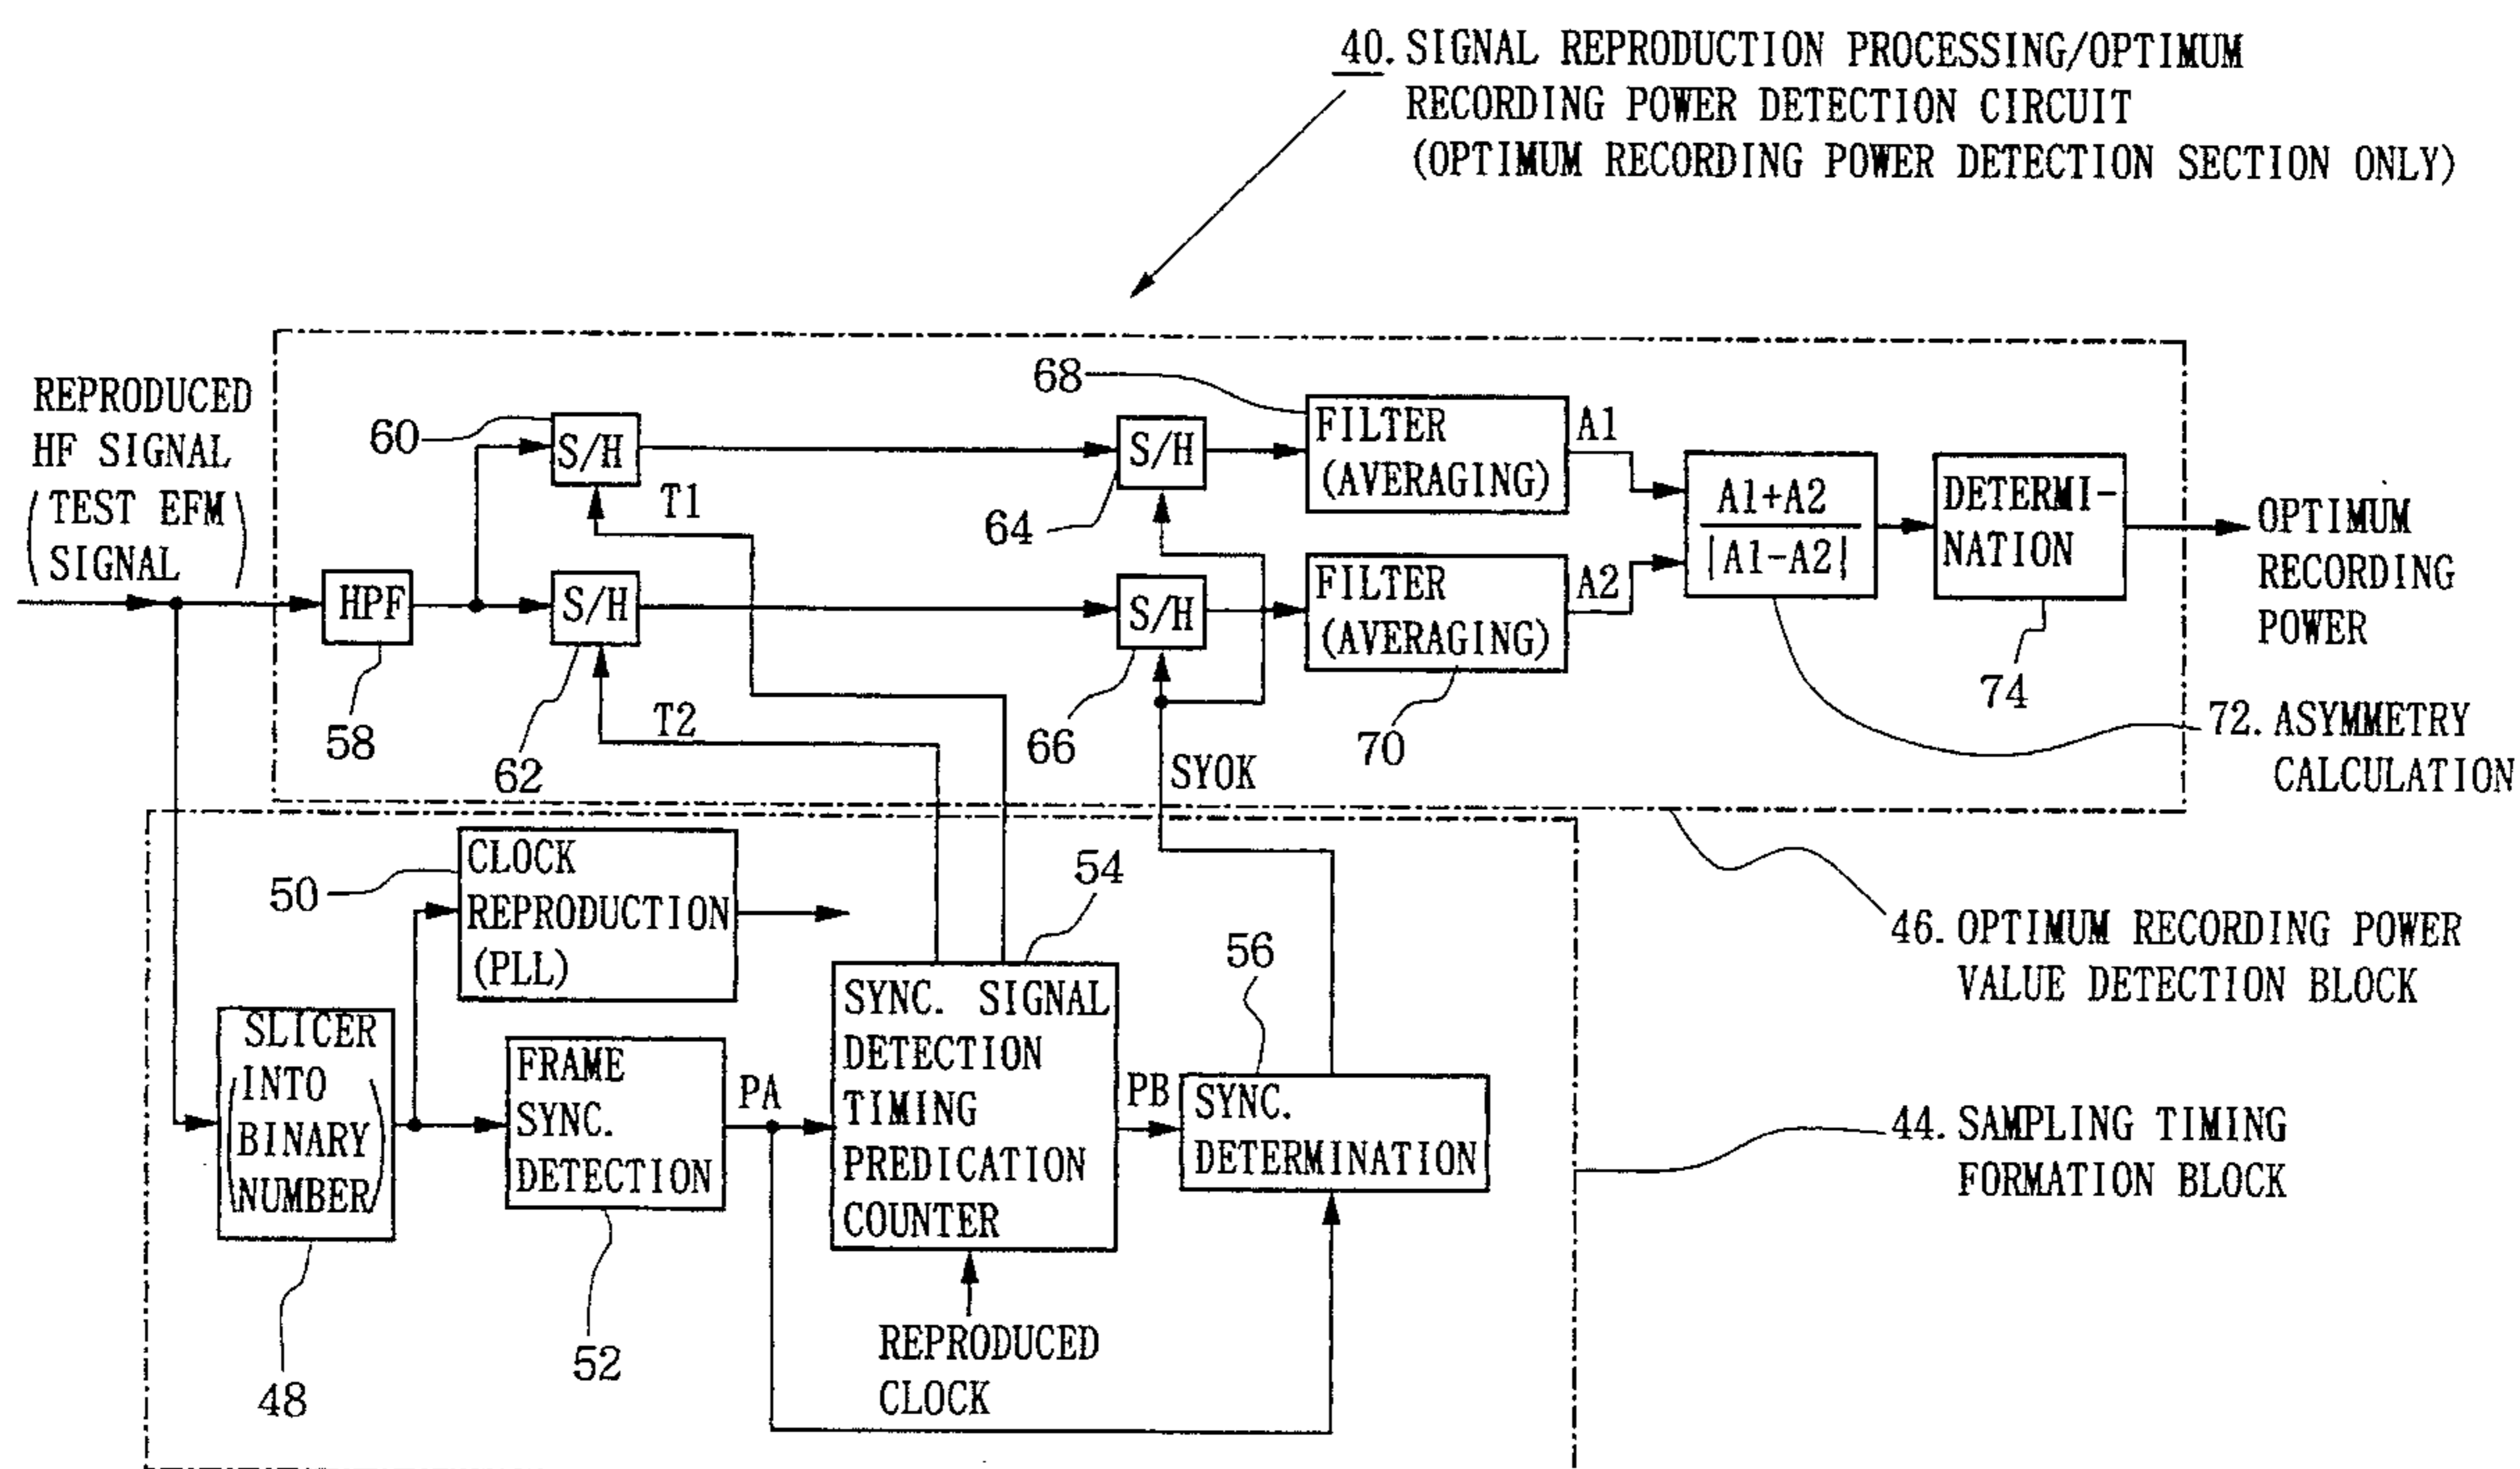 40. SIGNAL REPRODUCTION PROCESSING/OPTIMUM
RECORDING POWER DETECTION CIRCUIT
(OPTIMUM RECORDING POWER DETECTION SECTION ONLY)
REPRODUCED
HF SIGNAL
(TEST EFM
SIGNAL)
60
S/H
T1
68
FILTER
(AVERAGING)
A1
S/H
64
A1+A2
|A1-A2|
DETERMI-
NATION
OPTIMUM
RECORDING
POWER
HPF
58
S/H
62
T2
S/H
66
FILTER
(AVERAGING)
A2
70
74
72. ASYMMETRY
CALCULATION
SYOK
50
CLOCK
REPRODUCTION
(PLL)
54
46. OPTIMUM RECORDING POWER
VALUE DETECTION BLOCK
SLICER
(INTO
BINARY
NUMBER)
48
FRAME
SYNC.
DETECTION
52
PA
SYNC. SIGNAL
DETECTION
TIMING
PREDICATION
COUNTER
PB
56
SYNC.
DETERMINATION
44. SAMPLING TIMING
FORMATION BLOCK
REPRODUCED
CLOCK